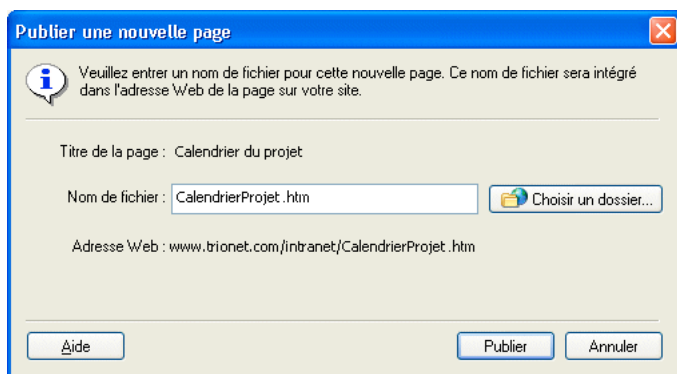 Publier une nouvelle page
Veuillez entrer un nom de fichier pour cette nouvelle page. Ce nom de fichier sera intégré
dans l'adresse Web de la page sur votre site.
Titre de la page : Calendrier du projet
Nom de fichier : CalendrierProjet.htm Choisir un dossier...
Adresse Web : www.trionet.com/intranet/CalendrierProjet.htm
Aide Publier Annuler